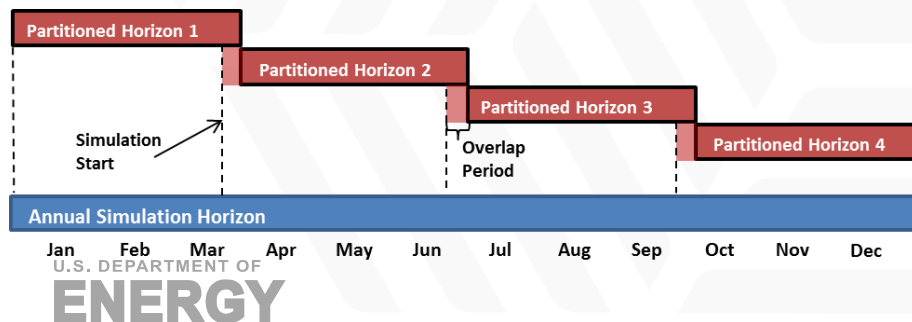 Partitioned Horizon 1
Partitioned Horizon 2
Partitioned Horizon 3
Simulation
Start
Overlap
Period
Partitioned Horizon 4
Annual Simulation Horizon
Jan Feb Mar Apr May Jun Jul Aug Sep Oct Nov Dec
U.S. DEPARTMENT OF
ENERGY